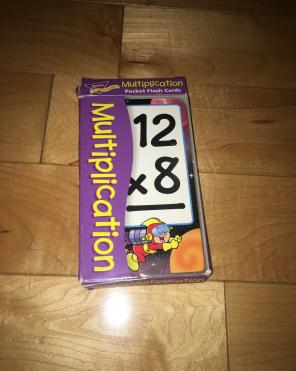 Multiplication
Pocket Flash Cards
Multiplication
12
x 8